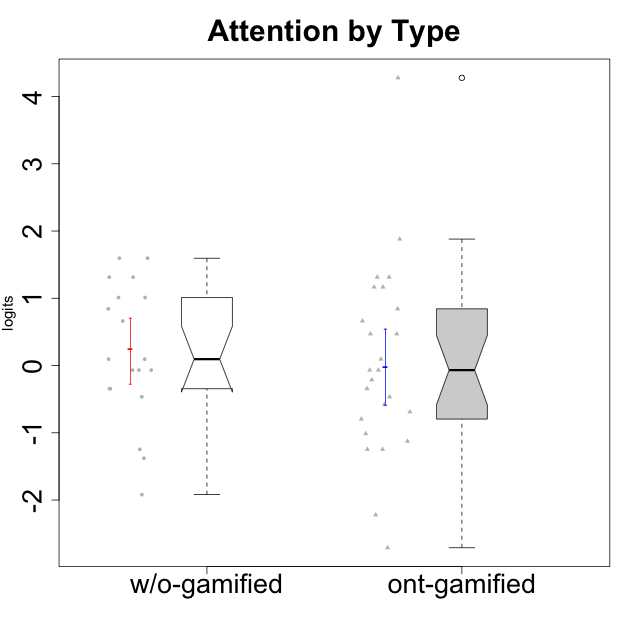 Attention by Type
logits
4
3
2
1
0
-1
-2
w/o-gamified
ont-gamified